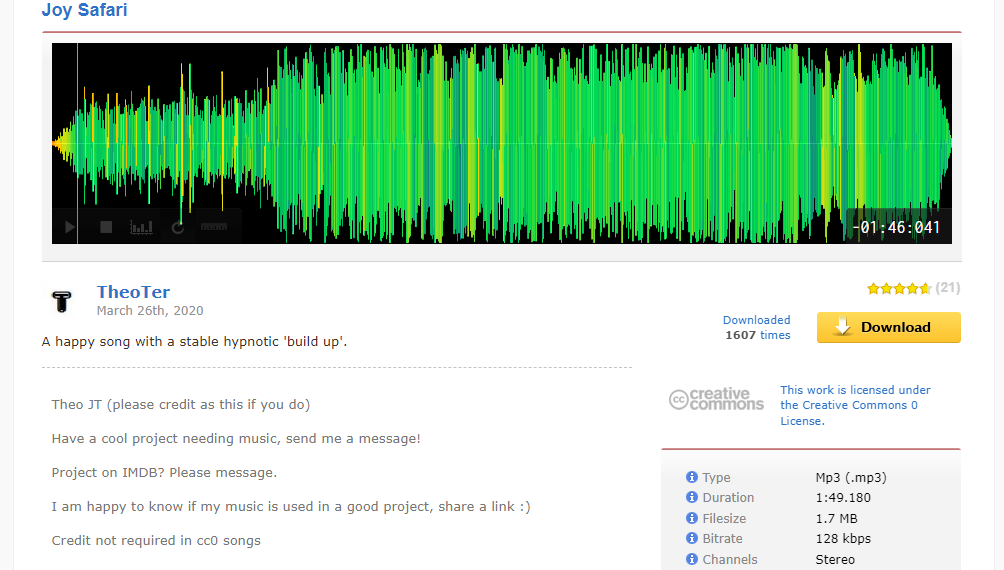 Joy Safari
-01:46:041
TheoTer
March 26th, 2020
(21)
Downloaded
1607 times
Download
A happy song with a stable hypnotic 'build up'.
Theo JT (please credit as this if you do)
Have a cool project needing music, send me a message!
Project on IMDB? Please message.
I am happy to know if my music is used in a good project, share a link :)
Credit not required in cc0 songs
cc creative
commons
This work is licensed under
the Creative Commons 0
License.
Type Mp3 (.mp3)
Duration 1:49.180
Filesize 1.7 MB
Bitrate 128 kbps
Channels Stereo